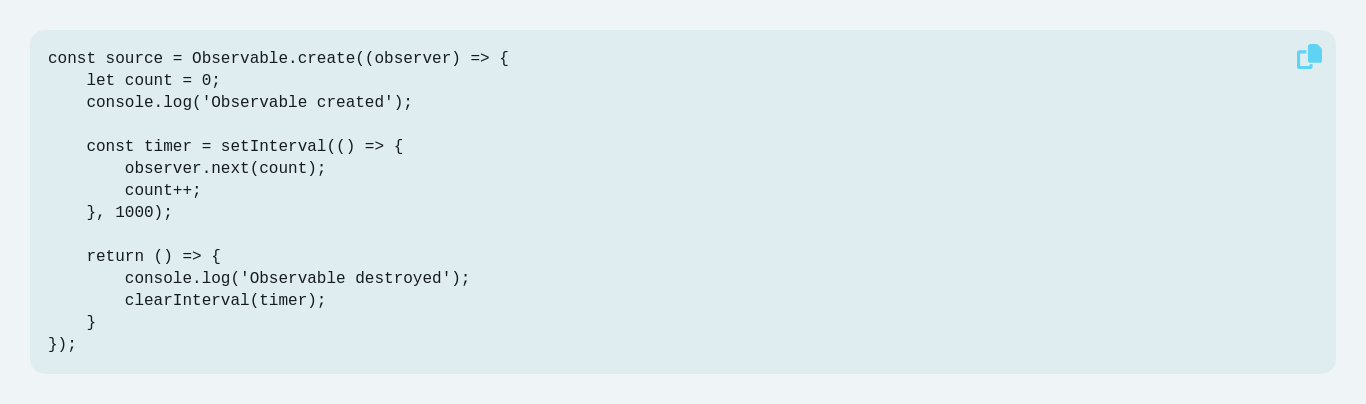 const source = Observable.create((observer) => {
    let count = 0;
    console.log('Observable created');

    const timer = setInterval(() => {
        observer.next(count);
        count++;
    }, 1000);

    return () => {
        console.log('Observable destroyed');
        clearInterval(timer);
    }
});